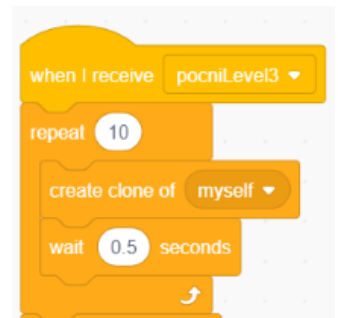 when I receive pocniLevel3
repeat 10
create clone of myself
wait 0.5 seconds